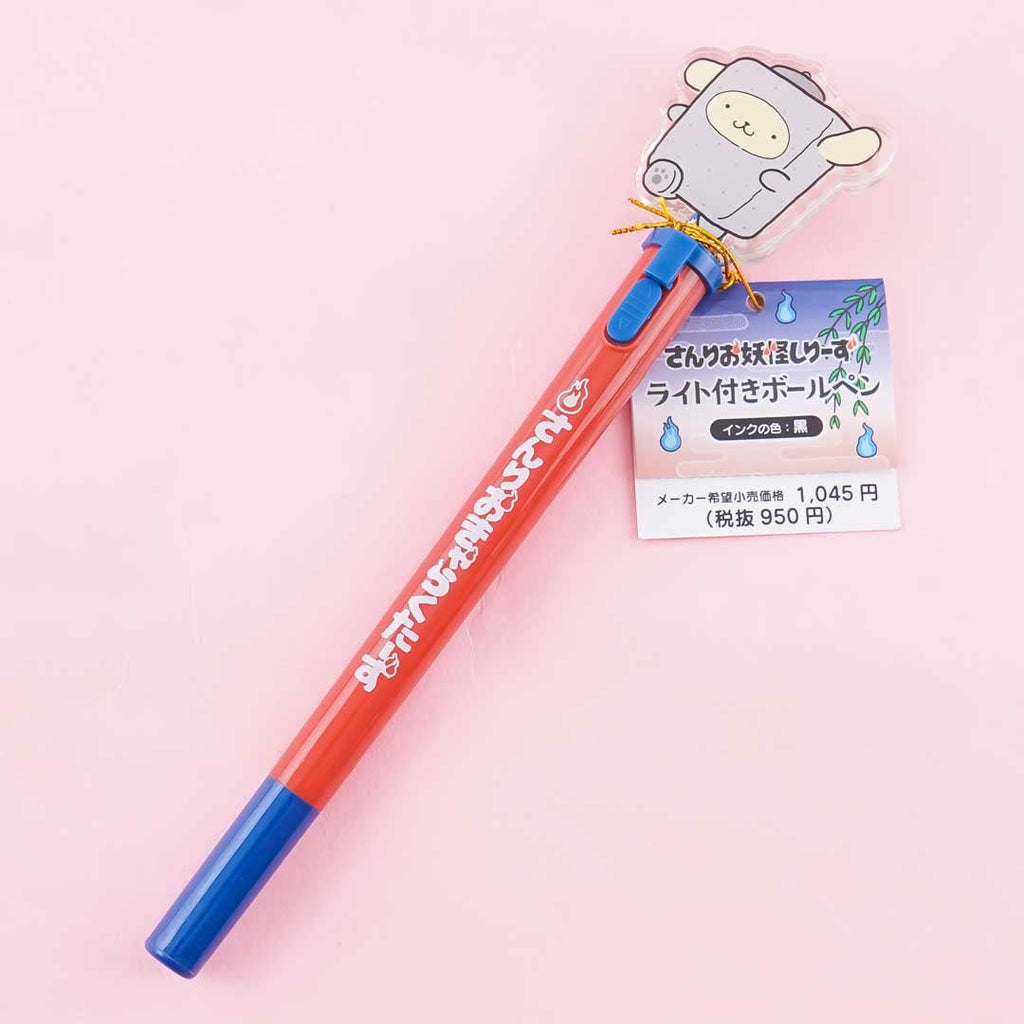 さんりお妖怪しりーず
ライト付きボールペン
インクの色：黒
メーカー希望小売価格 1,045円
(税抜950円)
さんりおきゃらくたーず